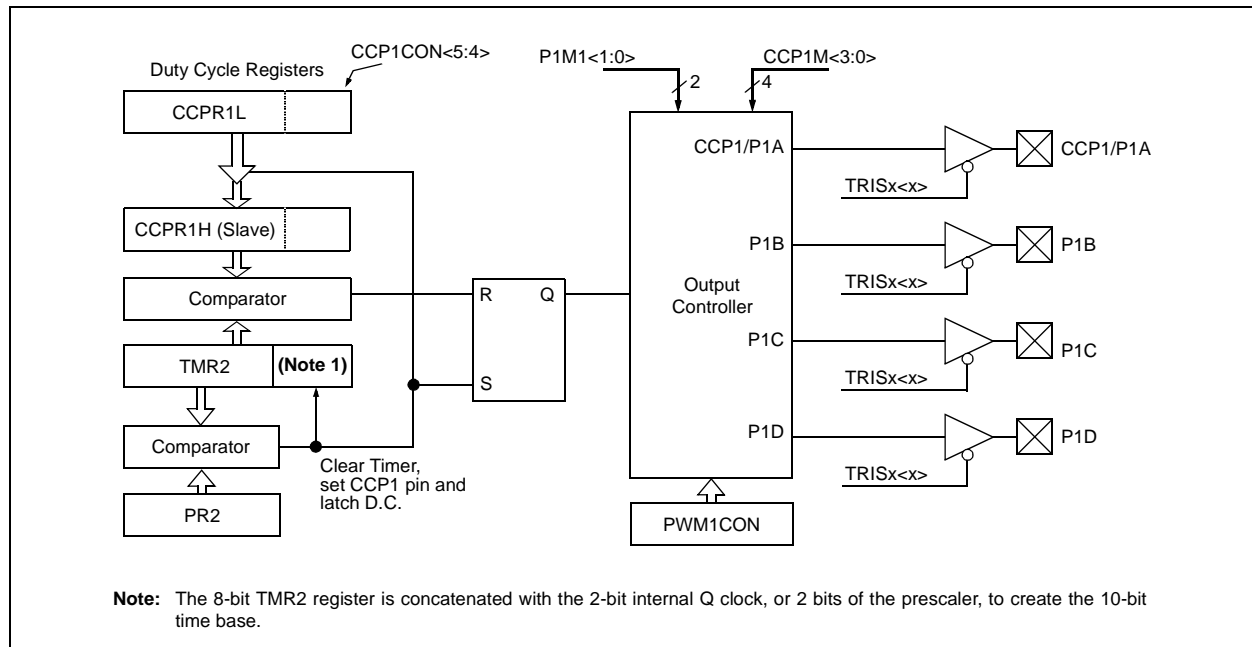 CCP1CON<5:4>
Duty Cycle Registers
CCPR1L
CCPR1H (Slave)
Comparator
TMR2
(Note 1)
Comparator
PR2
Clear Timer,
set CCP1 pin and
latch D.C.
R
Q
S
P1M1<1:0>
2
CCP1M<3:0>
4
Output
Controller
CCP1/P1A
P1B
P1C
P1D
PWM1CON
TRISx<x>
CCP1/P1A
TRISx<x>
P1B
TRISx<x>
P1C
TRISx<x>
P1D
Note: The 8-bit TMR2 register is concatenated with the 2-bit internal Q clock, or 2 bits of the prescaler, to create the 10-bit
time base.